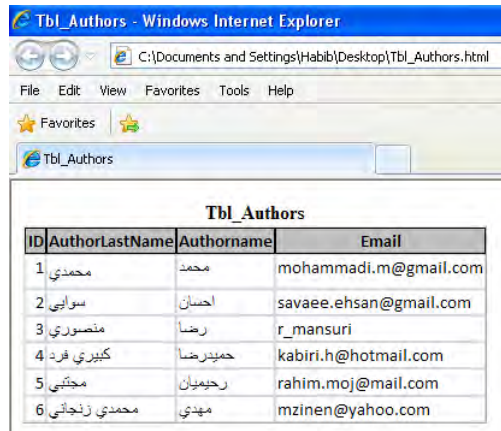 Tbl_Authors - Windows Internet Explorer
C:\Documents and Settings\Habib\Desktop\Tbl_Authors.html
File Edit View Favorites Tools Help
Favorites
Tbl_Authors
Tbl_Authors
ID AuthorLastName Authorname Email
1 محمدي محمد mohammadi.m@gmail.com
2 سوايي احسان savaee.ehsan@gmail.com
3 منصوري رضا r_mansuri
4 كبيري فرد حميدرضا kabiri.h@hotmail.com
5 مجتبي رحيميان rahim.moj@mail.com
6 محمدي زنجاني مهدي mzinen@yahoo.com